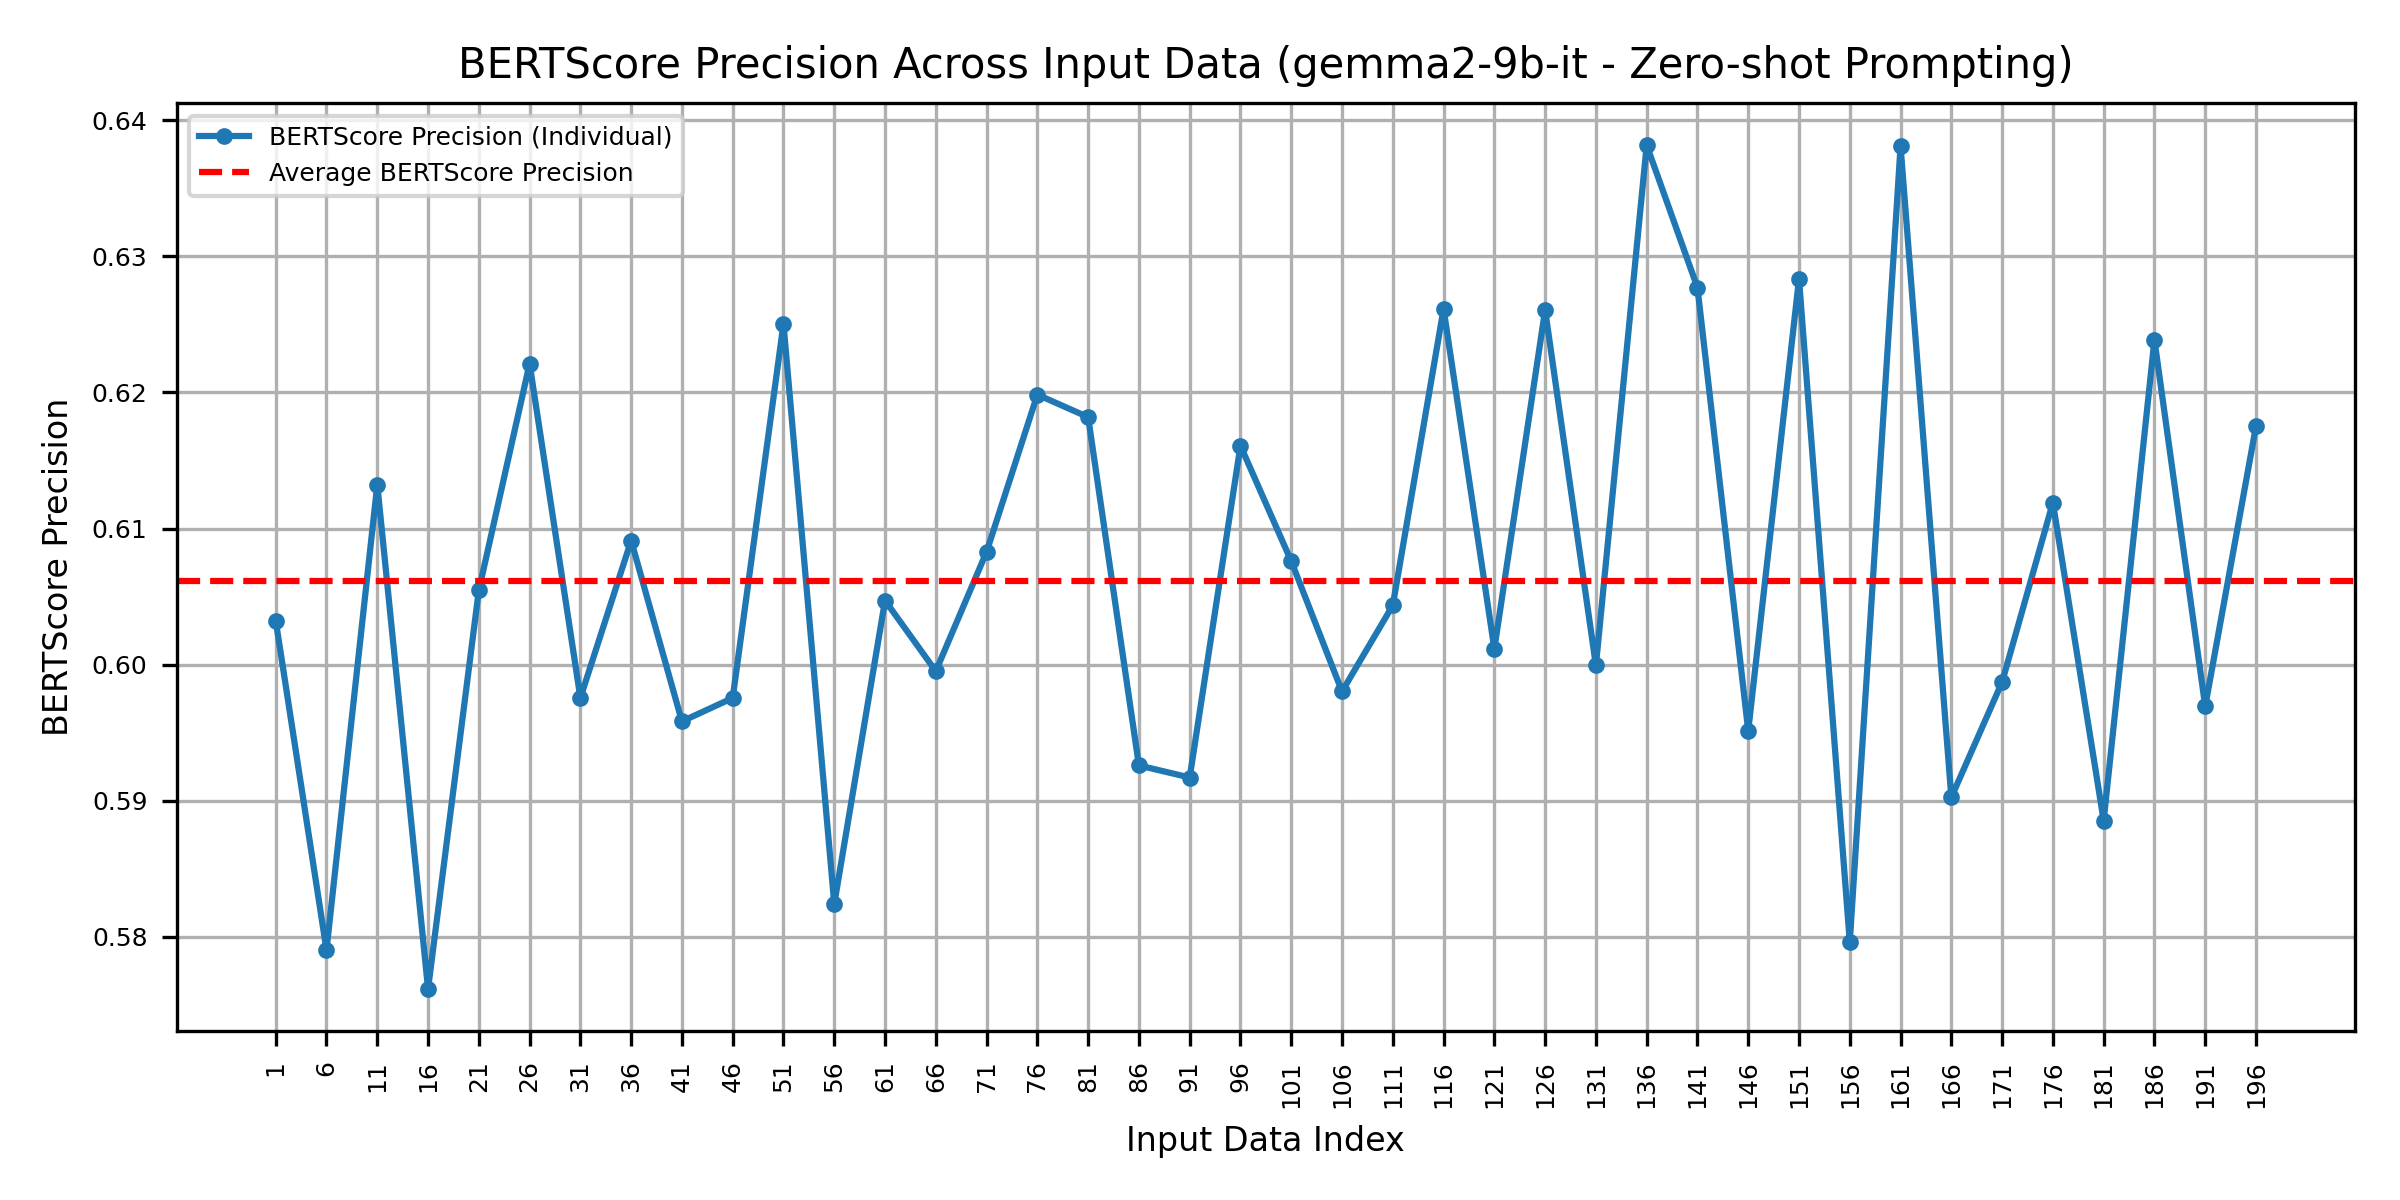 BERTScore Precision Across Input Data (gemma2-9b-it - Zero-shot Prompting)
BERTScore Precision (Individual)
Average BERTScore Precision
BERTScore Precision
0.64
0.63
0.62
0.61
0.60
0.59
0.58
1 6 11 16 21 26 31 36 41 46 51 56 61 66 71 76 81 86 91 96 101 106 111 116 121 126 131 136 141 146 151 156 161 166 171 176 181 186 191 196
Input Data Index